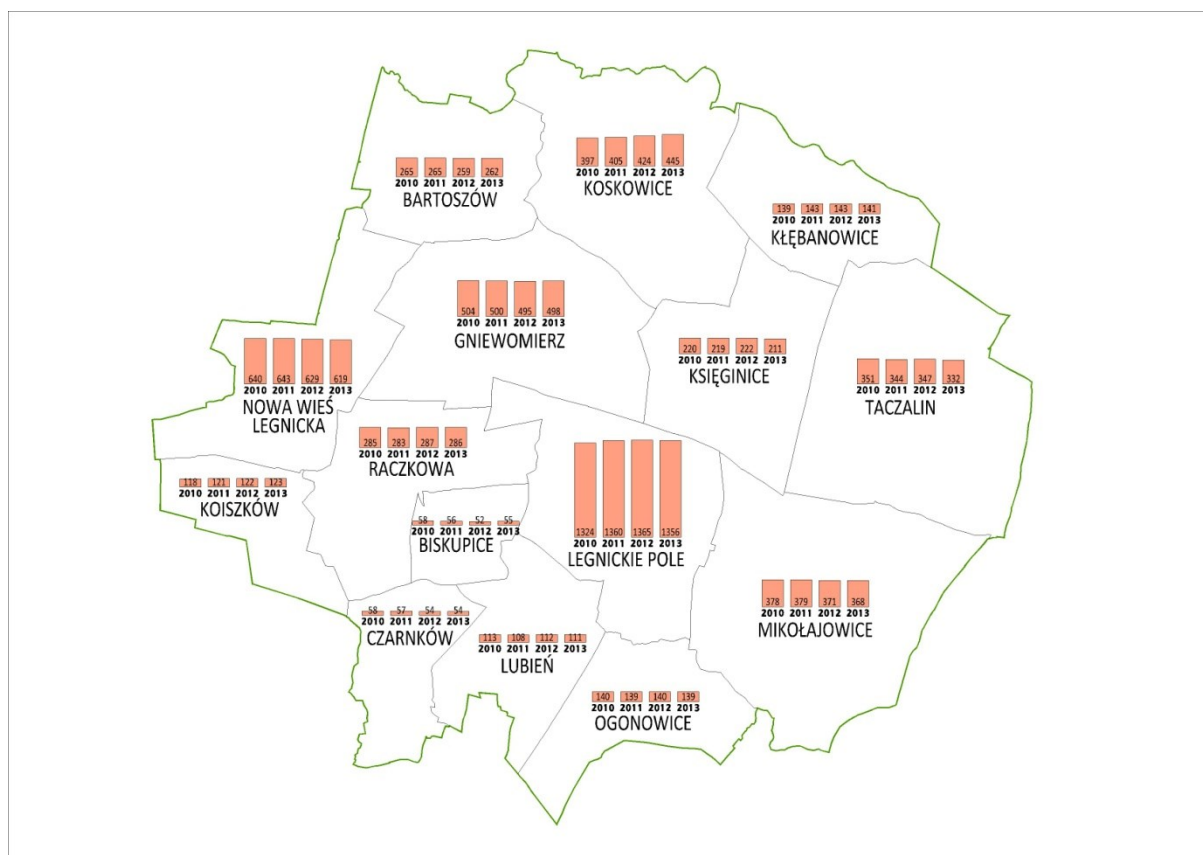 397 405 424 445
2010 2011 2012 2013
KOSKOWICE
265 265 259 262
2010 2011 2012 2013
BARTOSZÓW
139 143 143 141
2010 2011 2012 2013
KŁĘBANOWICE
504 500 495 498
2010 2011 2012 2013
GNIEWOMIERZ
640 643 629 619
2010 2011 2012 2013
NOWA WIEŚ
LEGNICKA
220 219 222 211
2010 2011 2012 2013
KSIĘGINICE
351 344 347 332
2010 2011 2012 2013
TACZALIN
285 283 287 286
2010 2011 2012 2013
RACZKOWA
118 121 122 123
2010 2011 2012 2013
KOISZKÓW
58 56 52 55
2010 2011 2012 2013
BISKUPICE
1324 1360 1365 1356
2010 2011 2012 2013
LEGNICKIE POLE
378 379 371 368
2010 2011 2012 2013
MIKOŁAJOWICE
58 57 54 54
2010 2011 2012 2013
CZARNKÓW
113 108 112 111
2010 2011 2012 2013
LUBIEŃ
140 139 140 139
2010 2011 2012 2013
OGONOWICE